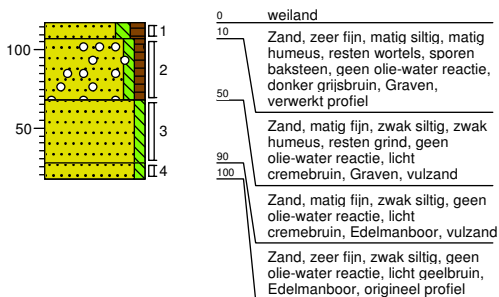 100
50
1
2
3
4
0
weiland
10
Zand, zeer fijn, matig siltig, matig
humeus, resten wortels, sporen
baksteen, geen olie-water reactie,
donker grijsbruin, Graven,
verwerkt profiel
50
Zand, matig fijn, zwak siltig, zwak
humeus, resten grind, geen
olie-water reactie, licht
cremebruin, Graven, vulzand
90
Zand, matig fijn, zwak siltig, geen
olie-water reactie, licht
cremebruin, Edelmanboor, vulzand
100
Zand, zeer fijn, zwak siltig, geen
olie-water reactie, licht geelbruin,
Edelmanboor, origineel profiel